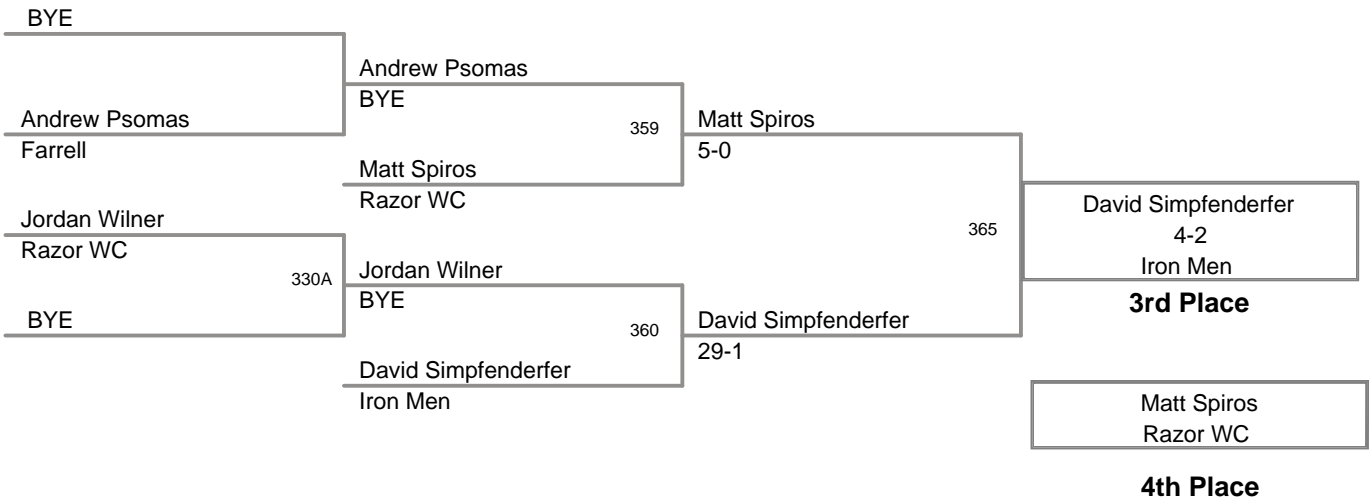 BYE
Andrew Psomas
BYE
Andrew Psomas
Farrell
359
Matt Spiros
5-0
Matt Spiros
Razor WC
Jordan Wilner
Razor WC
330A
Jordan Wilner
BYE
BYE
360
David Simpfenderfer
29-1
David Simpfenderfer
Iron Men
365
David Simpfenderfer
4-2
Iron Men
3rd Place
Matt Spiros
Razor WC
4th Place